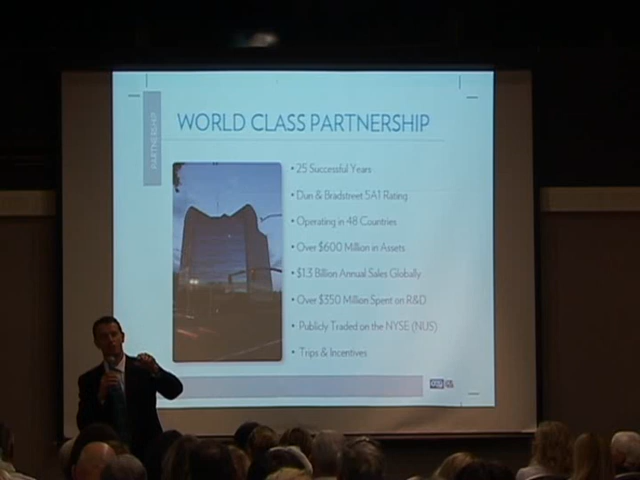 PARTNERSHIP
WORLD CLASS PARTNERSHIP
• 25 Successful Years
• Dun & Bradstreet 5A1 Rating
• Operating in 48 Countries
• Over $600 Million in Assets
• $1.3 Billion Annual Sales Globally
• Over $350 Million Spent on R&D
• Publicly Traded on the NYSE (NUS)
• Trips & Incentives